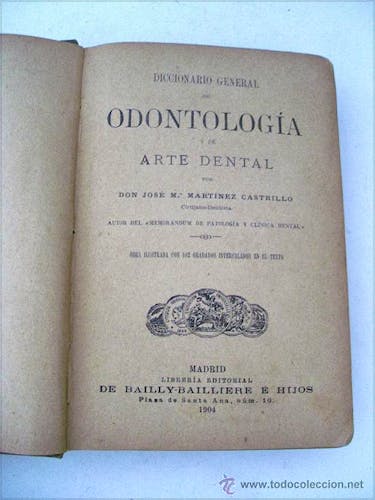 DICCIONARIO GENERAL
DE
ODONTOLOGÍA
Y DE
ARTE DENTAL
POR
DON JOSÉ M.ª MARTÍNEZ CASTRILLO
Cirujano-Dentista.
AUTOR DEL «MEMORANDUM DE PATOLOGÍA Y CLÍNICA DENTAL»
OBRA ILUSTRADA CON 102 GRABADOS INTERCALADOS EN EL TEXTO
MADRID
LIBRERÍA EDITORIAL
DE BAILLY-BAILLIERE É HIJOS
Plaza de Santa Ana, núm. 10.
1904
© www.todocoleccion.net